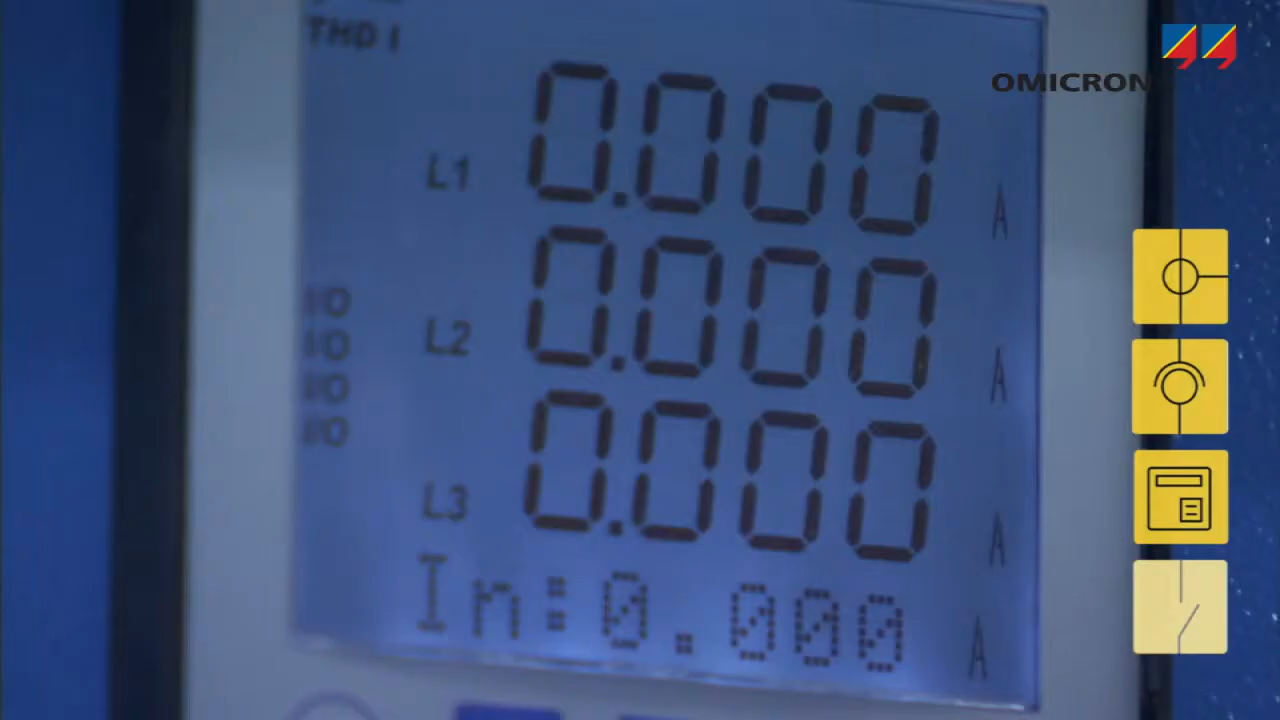 THD I
OMICRON
L1 0.000 A
L2 0.000 A
L3 0.000 A
I/O
I/O
I/O
I/O
In:0.000 A